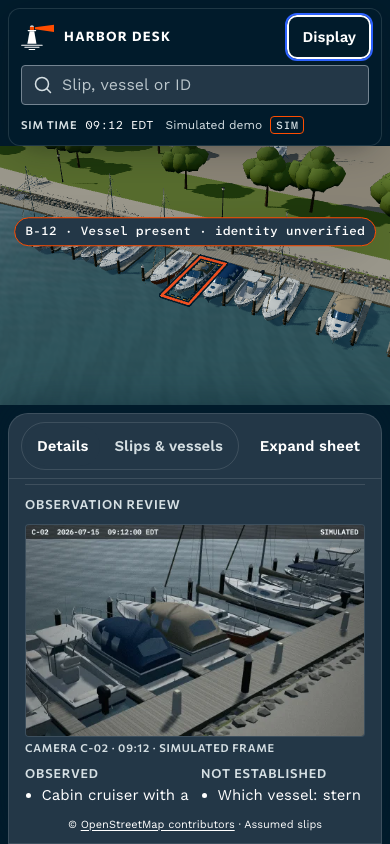 HARBOR DESK
Display
Slip, vessel or ID
SIM TIME 09:12 EDT Simulated demo SIM
B-12 · Vessel present · identity unverified
Details Slips & vessels Expand sheet
OBSERVATION REVIEW
C-02 2026-07-15 09:12:00 EDT SIMULATED
CAMERA C-02 · 09:12 · SIMULATED FRAME
OBSERVED NOT ESTABLISHED
• Cabin cruiser with a • Which vessel: stern
© OpenStreetMap contributors · Assumed slips